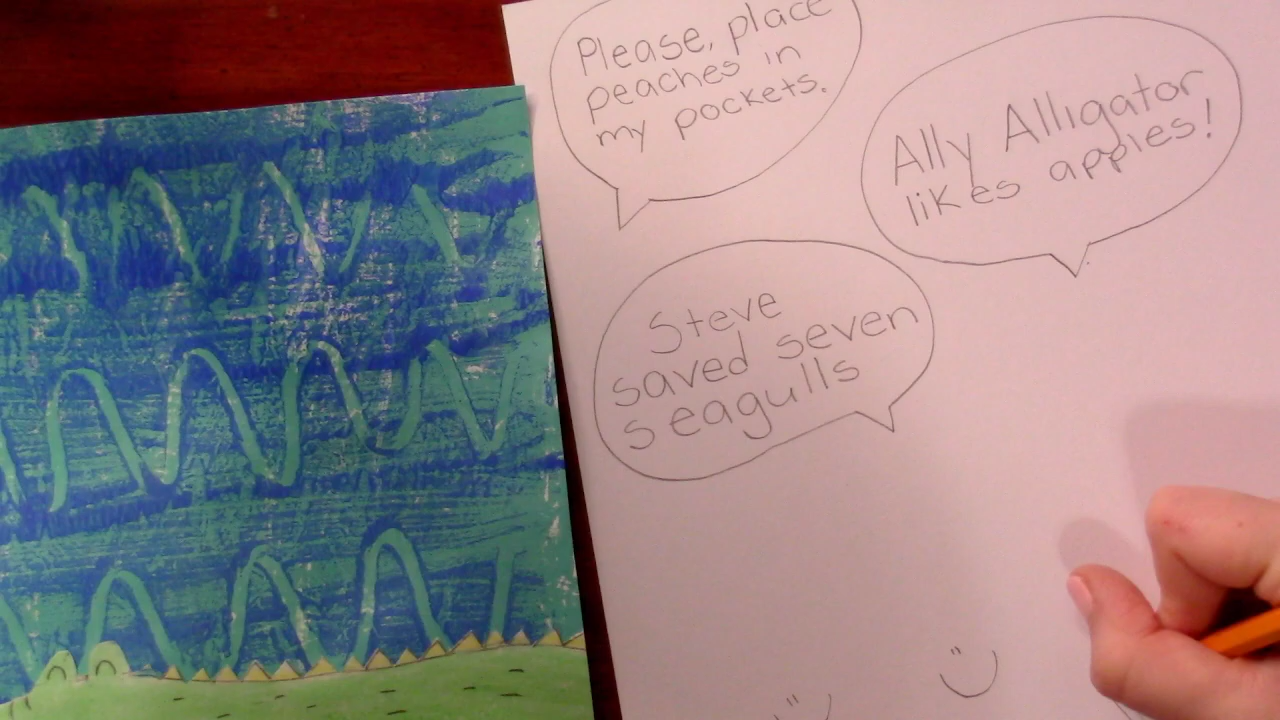 Please, place
peaches in
my pockets.
Ally Alligator
likes apples!
Steve
saved seven
seagulls